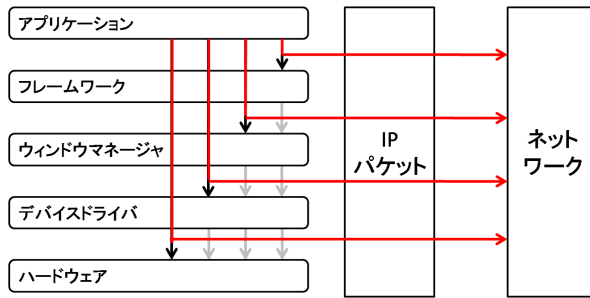 アプリケーション
フレームワーク
ウィンドウマネージャ
デバイスドライバ
ハードウェア
IP
パケット
ネット
ワーク